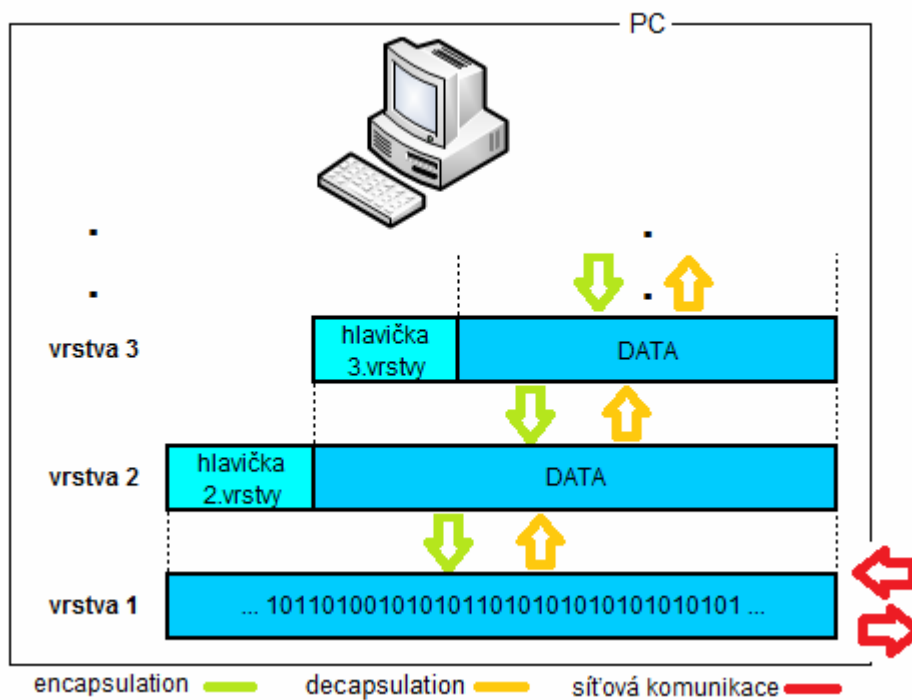 PC
vrstva 3
hlavička
3.vrstvy
DATA
vrstva 2
hlavička
2.vrstvy
DATA
vrstva 1
... 1011010010101011010101010101010101 ...
encapsulation
decapsulation
síťová komunikace